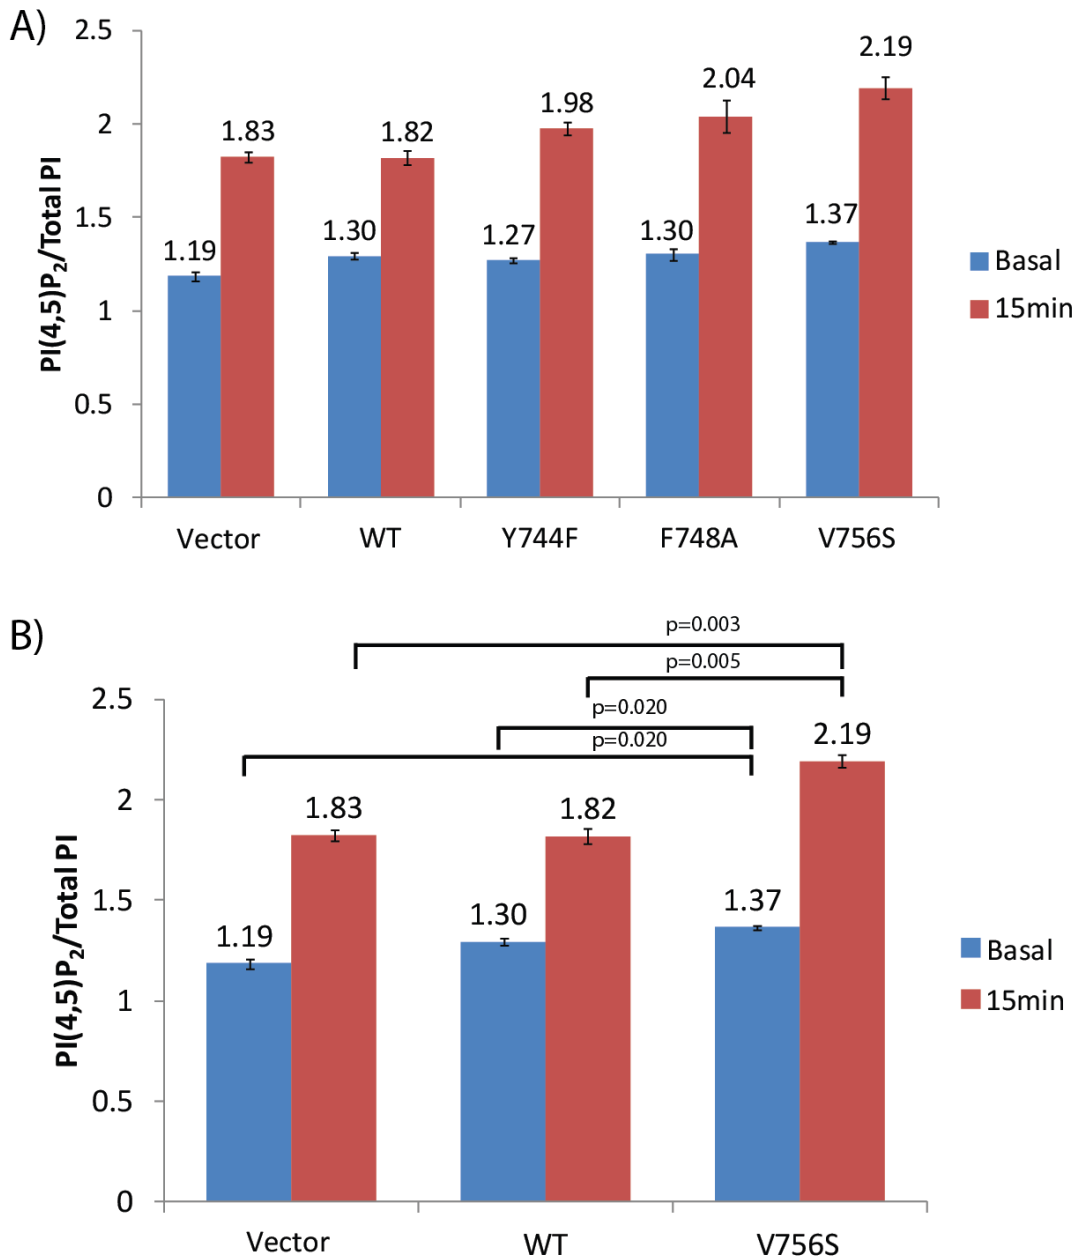 A)
PI(4,5)P2/Total PI
2.5
2
1.5
1
0.5
0
1.19
1.83
1.30
1.82
1.27
1.98
1.30
2.04
1.37
2.19
Vector
WT
Y744F
F748A
V756S
Basal
15min
B)
p=0.003
p=0.005
p=0.020
p=0.020
PI(4,5)P2/Total PI
2.5
2
1.5
1
0.5
0
1.19
1.83
1.30
1.82
1.37
2.19
Vector
WT
V756S
Basal
15min